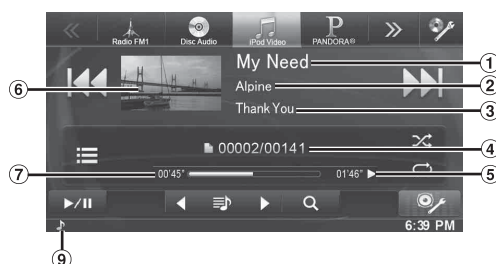 Radio FM1 Disc Audio iPod Video PANDORA®
My Need
Alpine
Thank You
00002/00141
00'45" 01'46"
6:39 PM
1
2
3
4
5
6
7
9